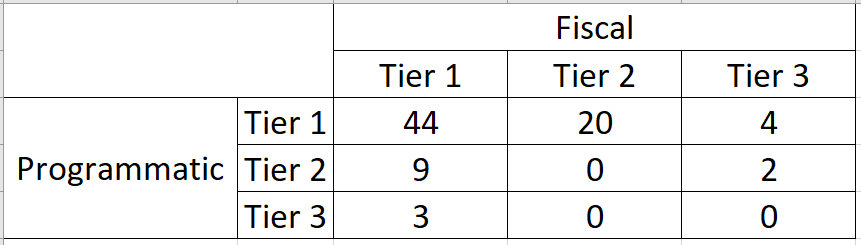 Fiscal
Tier 1 Tier 2 Tier 3
Programmatic
Tier 1 44 20 4
Tier 2 9 0 2
Tier 3 3 0 0